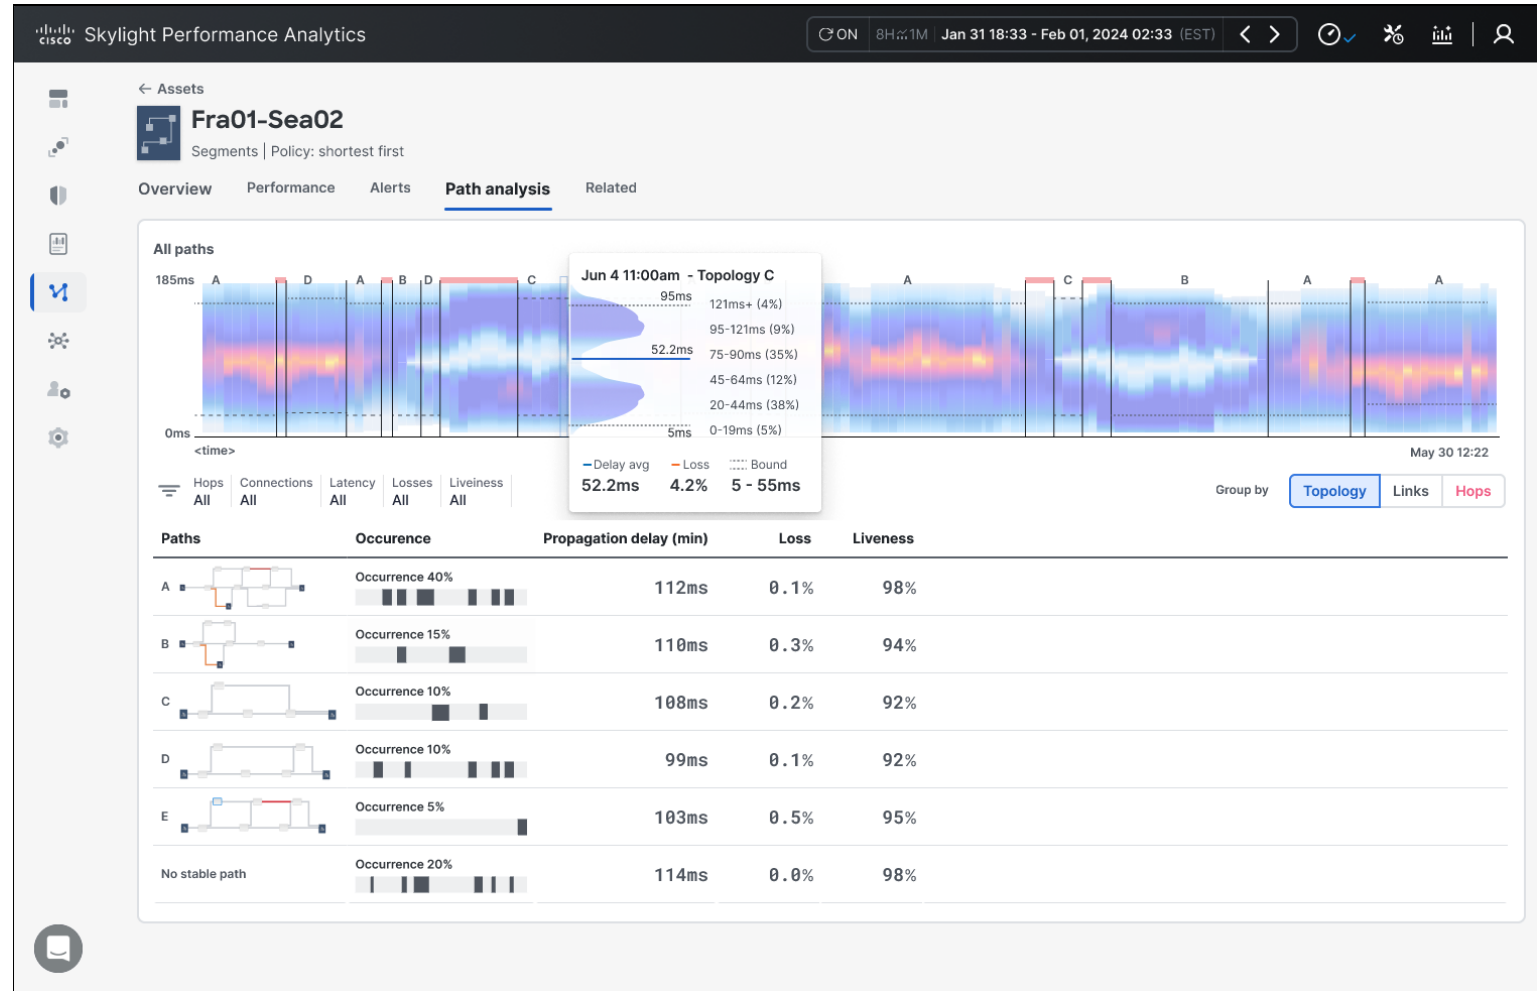 cisco Skylight Performance Analytics
ON 8H 1M Jan 31 18:33 - Feb 01, 2024 02:33 (EST)
← Assets
Fra01-Sea02
Segments | Policy: shortest first
Overview Performance Alerts Path analysis Related
All paths
185ms A D A B D C A C B A A
0ms
<time>
May 30 12:22
Jun 4 11:00am - Topology C
95ms
52.2ms
5ms
121ms+ (4%)
95-121ms (9%)
75-90ms (35%)
45-64ms (12%)
20-44ms (38%)
0-19ms (5%)
Delay avg Loss Bound
52.2ms 4.2% 5 - 55ms
Hops Connections Latency Losses Liveiness
All All All All All
Group by Topology Links Hops
Paths Occurence Propagation delay (min) Loss Liveness
A Occurrence 40% 112ms 0.1% 98%
B Occurrence 15% 110ms 0.3% 94%
C Occurrence 10% 108ms 0.2% 92%
D Occurrence 10% 99ms 0.1% 92%
E Occurrence 5% 103ms 0.5% 95%
No stable path Occurrence 20% 114ms 0.0% 98%